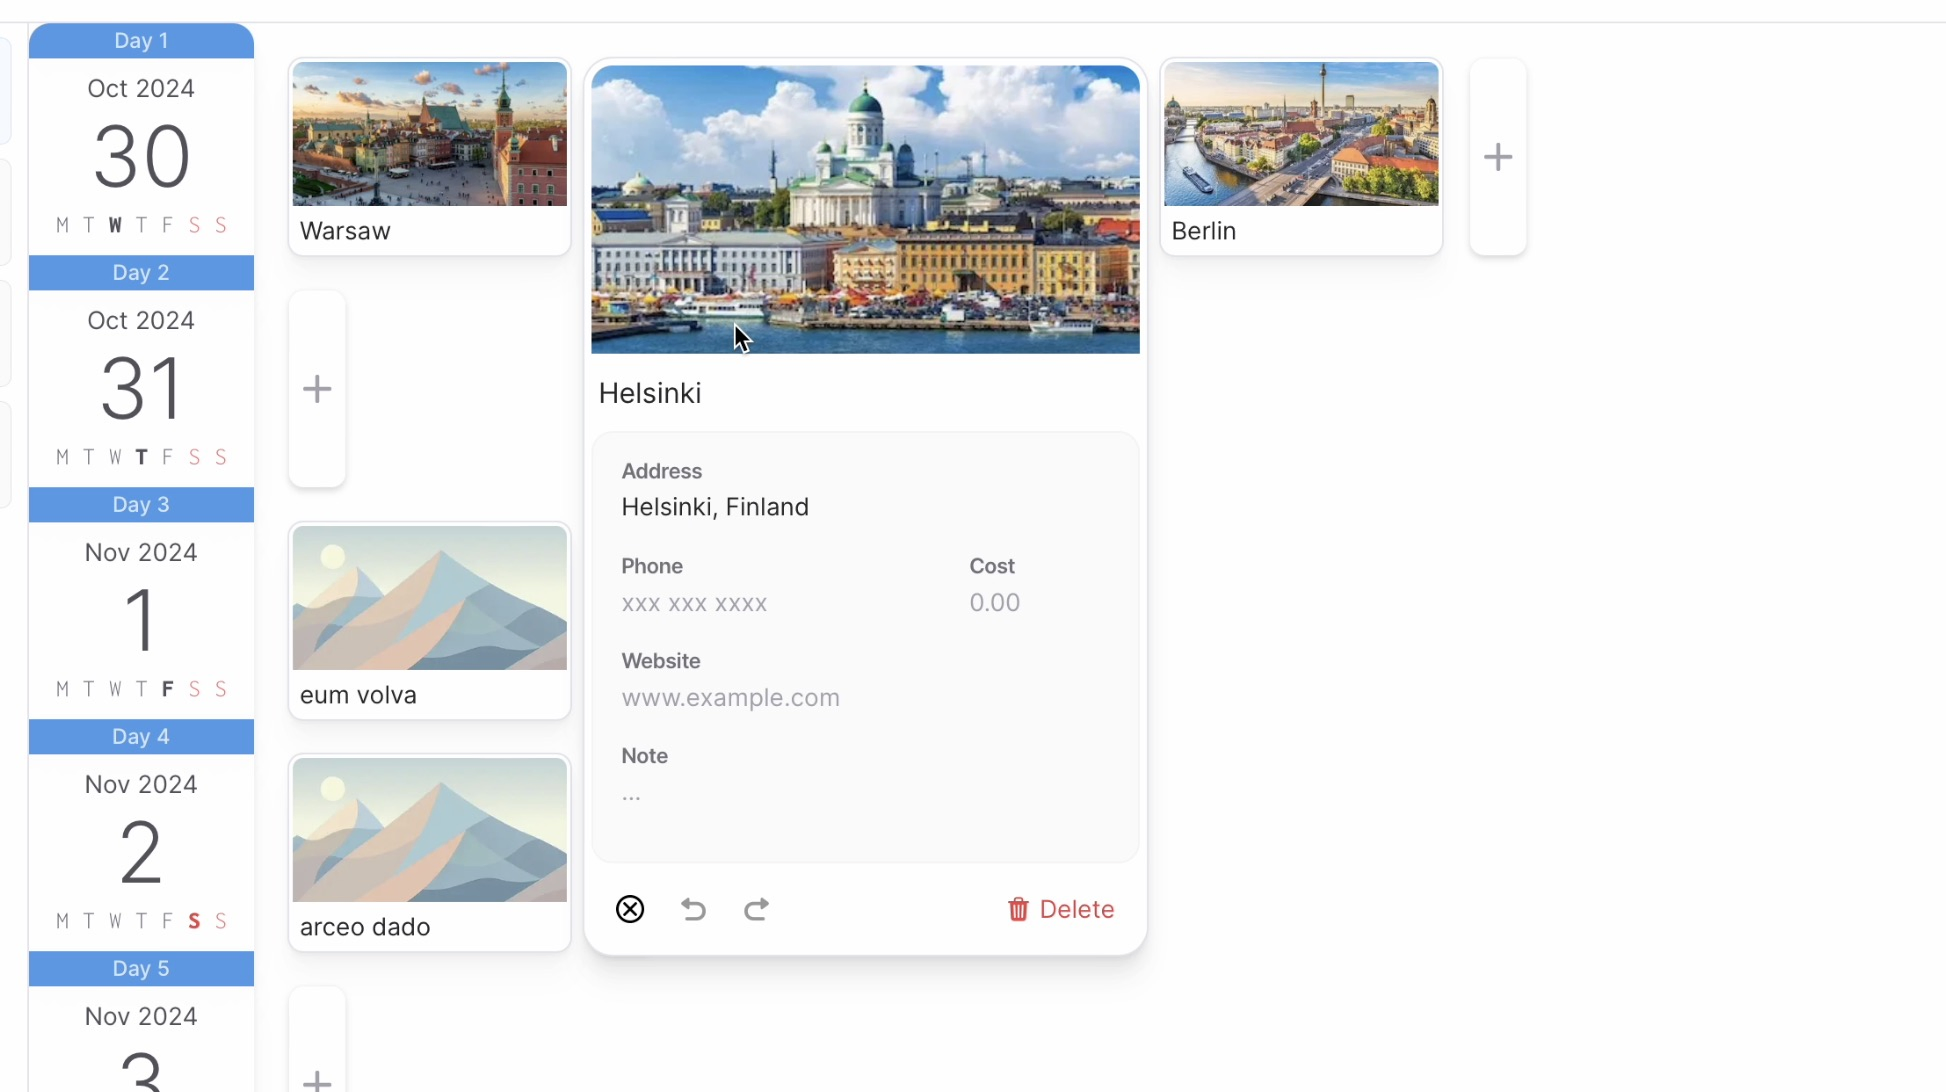 Day 1
Oct 2024
30
M T W T F S S
Warsaw
Berlin
Day 2
Oct 2024
31
M T W T F S S
Helsinki
Address
Helsinki, Finland
Phone
xxx xxx xxxx
Cost
0.00
Website
www.example.com
Note
...
Delete
Day 3
Nov 2024
1
M T W T F S S
eum volva
Day 4
Nov 2024
2
M T W T F S S
arceo dado
Day 5
Nov 2024
3